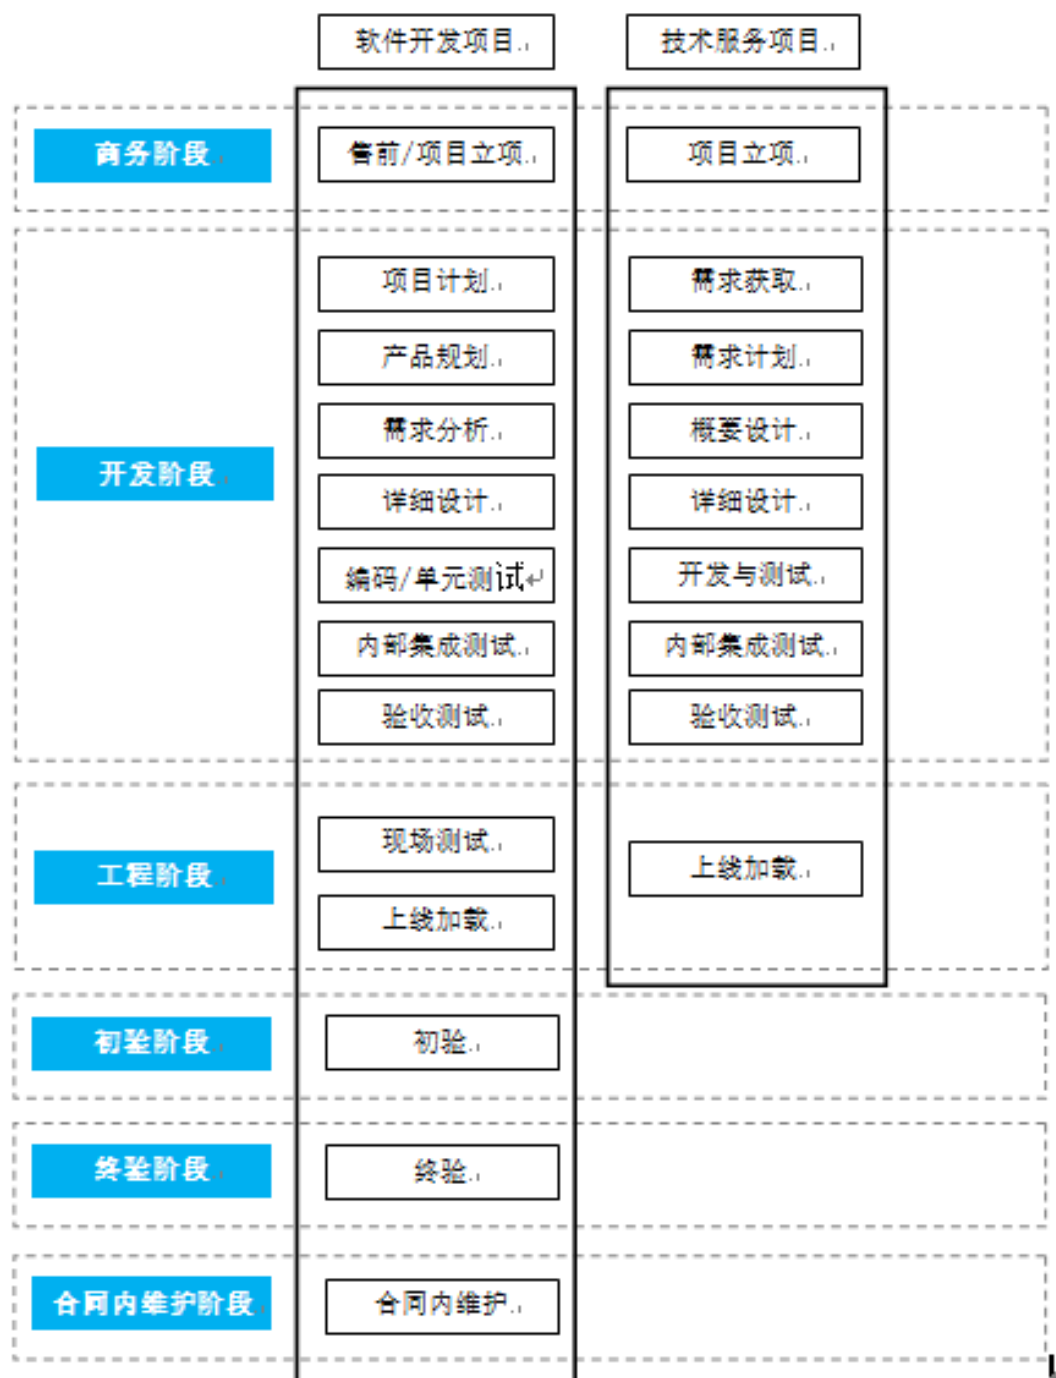 软件开发项目
技术服务项目
商务阶段
售前/项目立项
项目立项
项目计划
需求获取
产品规划
需求计划
需求分析
概要设计
开发阶段
详细设计
详细设计
编码/单元测试
开发与测试
内部集成测试
内部集成测试
验收测试
验收测试
现场测试
工程阶段
上线加载
上线加载
初验阶段
初验
终验阶段
终验
合同内维护阶段
合同内维护